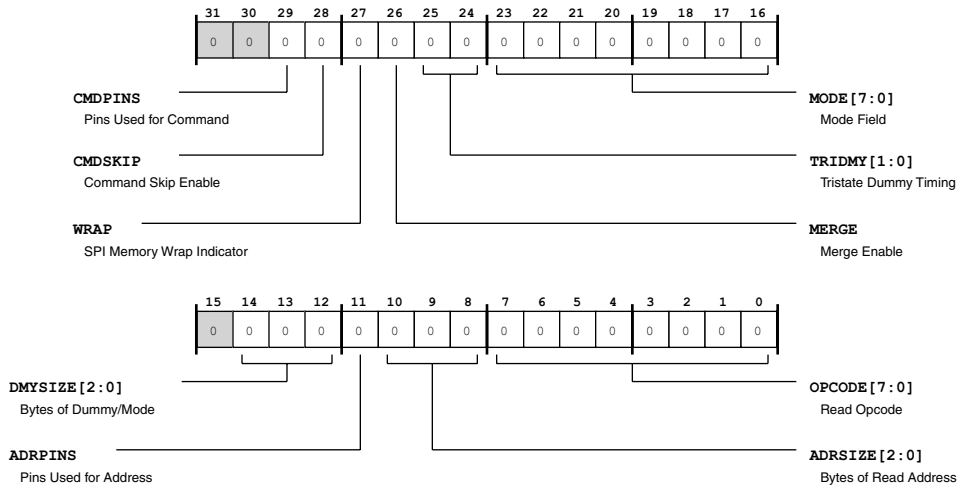 31 30 29 28 27 26 25 24 23 22 21 20 19 18 17 16
0 0 0 0 0 0 0 0 0 0 0 0 0 0 0 0
CMDPINS
Pins Used for Command
MODE[7:0]
Mode Field
CMDSKIP
Command Skip Enable
TRIDMY[1:0]
Tristate Dummy Timing
WRAP
SPI Memory Wrap Indicator
MERGE
Merge Enable
15 14 13 12 11 10 9 8 7 6 5 4 3 2 1 0
0 0 0 0 0 0 0 0 0 0 0 0 0 0 0 0
DMYSIZE[2:0]
Bytes of Dummy/Mode
OPCODE[7:0]
Read Opcode
ADRPINS
Pins Used for Address
ADRSIZE[2:0]
Bytes of Read Address